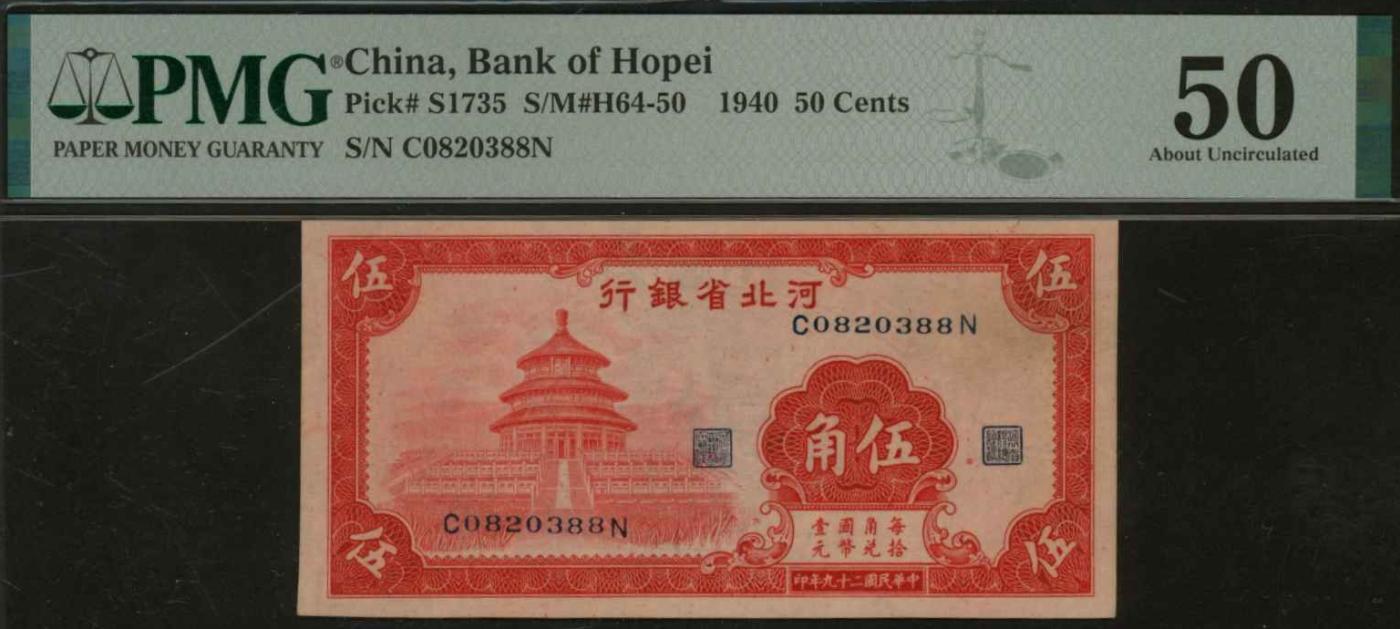 PMG®
PAPER MONEY GUARANTY
China, Bank of Hopei
Pick# S1735 S/M#H64-50 1940 50 Cents
S/N C0820388N
50
About Uncirculated
伍
伍
行銀省北河
C0820388N
角伍
C0820388N
每拾
角兑
國幣
壹元
伍
伍
印年九十二國民華中